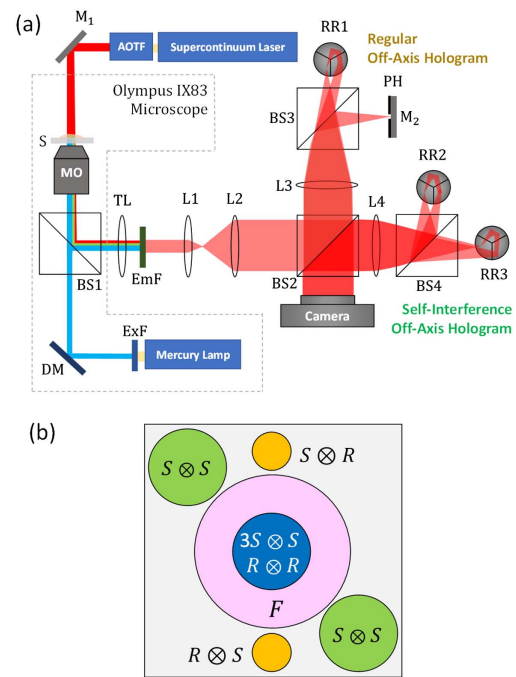 (a)
M₁
AOTF
Supercontinuum Laser
Olympus IX83
Microscope
S
MO
TL
L1
L2
BS1
EmF
ExF
DM
Mercury Lamp
RR1
Regular
Off-Axis Hologram
PH
BS3
M₂
RR2
L3
L4
BS2
BS4
RR3
Camera
Self-Interference
Off-Axis Hologram
(b)
S ⊗ S
S ⊗ R
3S ⊗ S
R ⊗ R
F
S ⊗ S
R ⊗ S